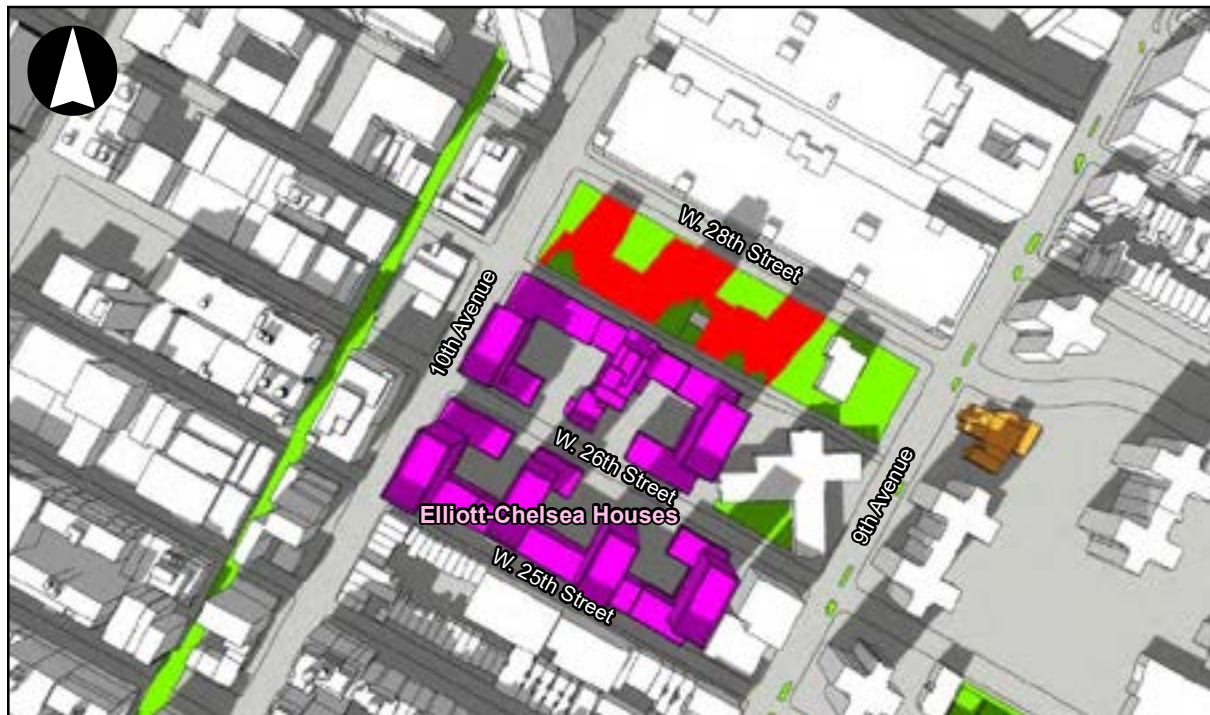 W. 28th Street
10th Avenue
W. 26th Street
9th Avenue
Elliott-Chelsea Houses
W. 25th Street